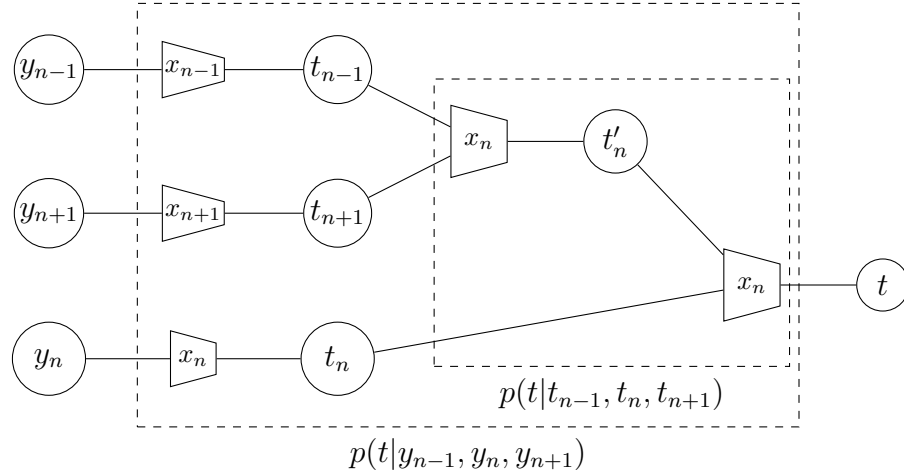 y_{n-1} x_{n-1} t_{n-1}
x_n t'_n
y_{n+1} x_{n+1} t_{n+1}
x_n t
y_n x_n t_n
p(t|t_{n-1}, t_n, t_{n+1})
p(t|y_{n-1}, y_n, y_{n+1})